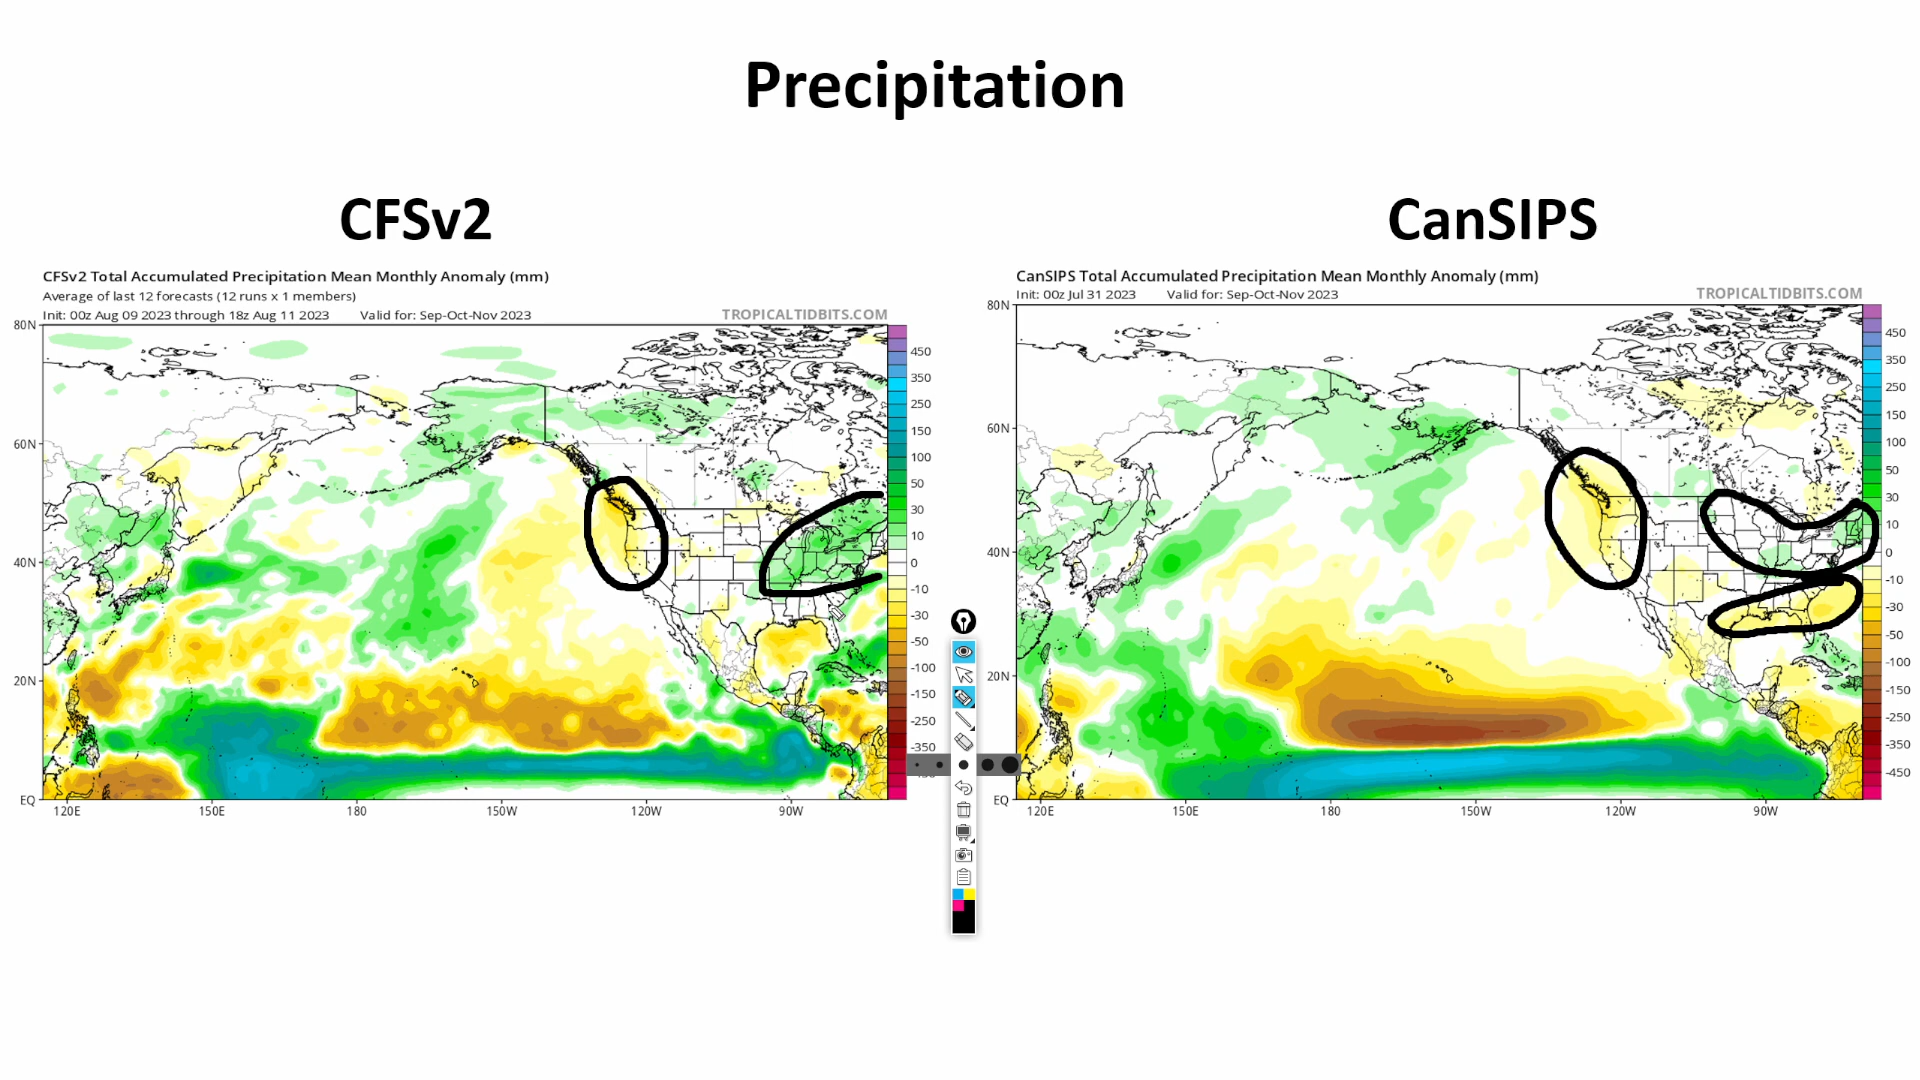 Precipitation
CFSv2
CanSIPS
CFSv2 Total Accumulated Precipitation Mean Monthly Anomaly (mm)
Average of last 12 forecasts (12 runs x 1 members)
Init: 00z Aug 09 2023 through 18z Aug 11 2023 Valid for: Sep-Oct-Nov 2023
TROPICALTIDBITS.COM
80N
60N
40N
20N
EQ
120E 150E 180 150W 120W 90W
450
350
250
150
100
50
30
10
0
-10
-30
-50
-100
-150
-250
-350
CanSIPS Total Accumulated Precipitation Mean Monthly Anomaly (mm)
Init: 00z Jul 31 2023 Valid for: Sep-Oct-Nov 2023
TROPICALTIDBITS.COM
80N
60N
40N
20N
EQ
120E 150E 180 150W 120W 90W
450
350
250
150
100
50
30
10
0
-10
-30
-50
-100
-150
-250
-350
-450